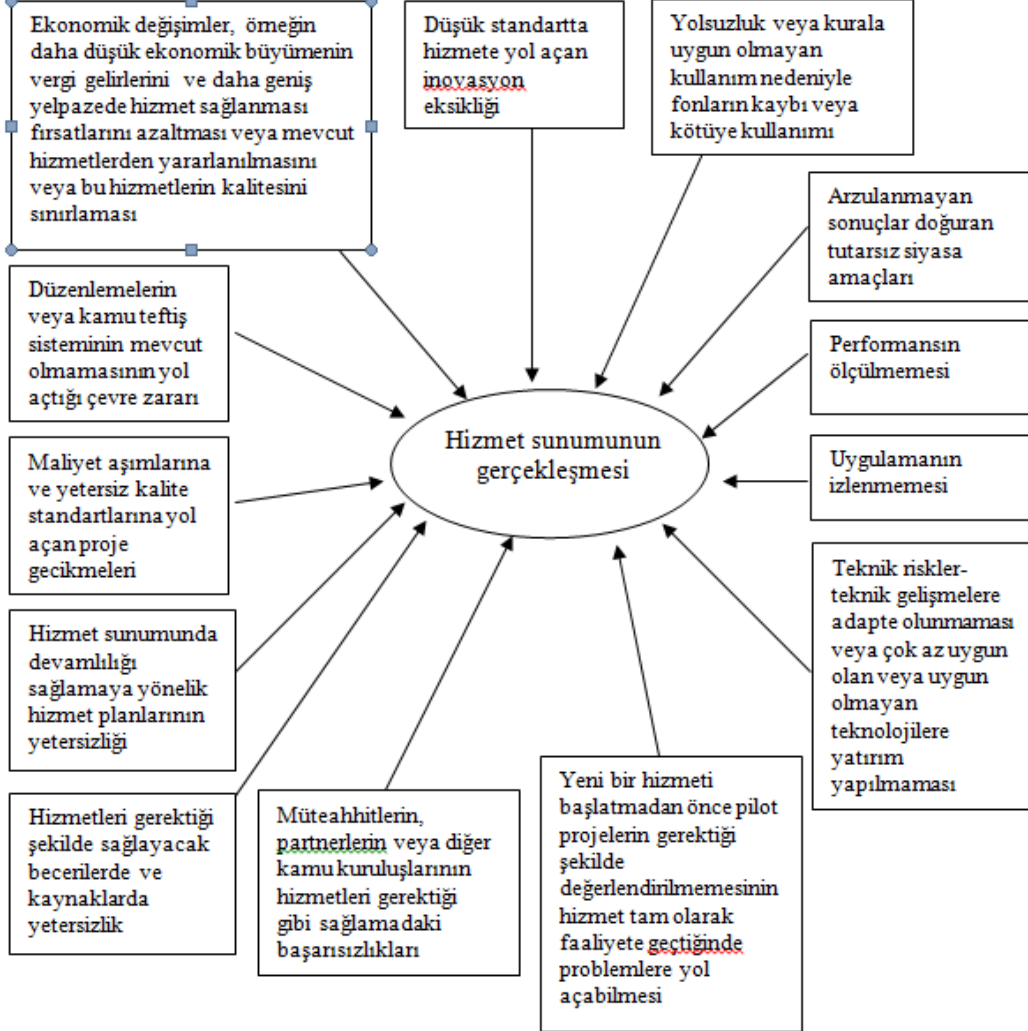 Ekonomik değişimler, örneğin
daha düşük ekonomik büyümenin
vergi gelirlerini ve daha geniş
yelpazede hizmet sağlanması
fırsatlarını azaltması veya mevcut
hizmetlerden yararlanılmasını
veya bu hizmetlerin kalitesini
sınırlaması
Düşük standartta
hizmete yol açan
inovasyon
eksikliği
Yolsuzluk veya kurala
uygun olmayan
kullanım nedeniyle
fonların kaybı veya
kötüye kullanımı
Arzulanmayan
sonuçlar doğuran
tutarsız siyasa
amaçları
Düzenlemelerin
veya kamu teftiş
sisteminin mevcut
olmamasının yol
açtığı çevre zararı
Performansın
ölçülmemesi
Hizmet sunumunun
gerçekleşmesi
Maliyet aşımlarına
ve yetersiz kalite
standartlarına yol
açan proje
gecikmeleri
Uygulamanın
izlenmemesi
Teknik riskler-
teknik gelişmelere
adapte olunmaması
veya çok az uygun
olan veya uygun
olmayan
teknolojilere
yatırım
yapılmaması
Hizmet sunumunda
devamlılığı
sağlamaya yönelik
hizmet planlarının
yetersizliği
Hizmetleri gerektiği
şekilde sağlayacak
becerilerde ve
kaynaklarda
yetersizlik
Müteahhitlerin,
partnerlerin veya diğer
kamu kuruluşlarının
hizmetleri gerektiği
gibi sağlamadaki
başarısızlıkları
Yeni bir hizmeti
başlatmadan önce pilot
projelerin gerektiği
şekilde
değerlendirilmemesinin
hizmet tam olarak
faaliyete geçtiğinde
problemlere yol
açabilmesi